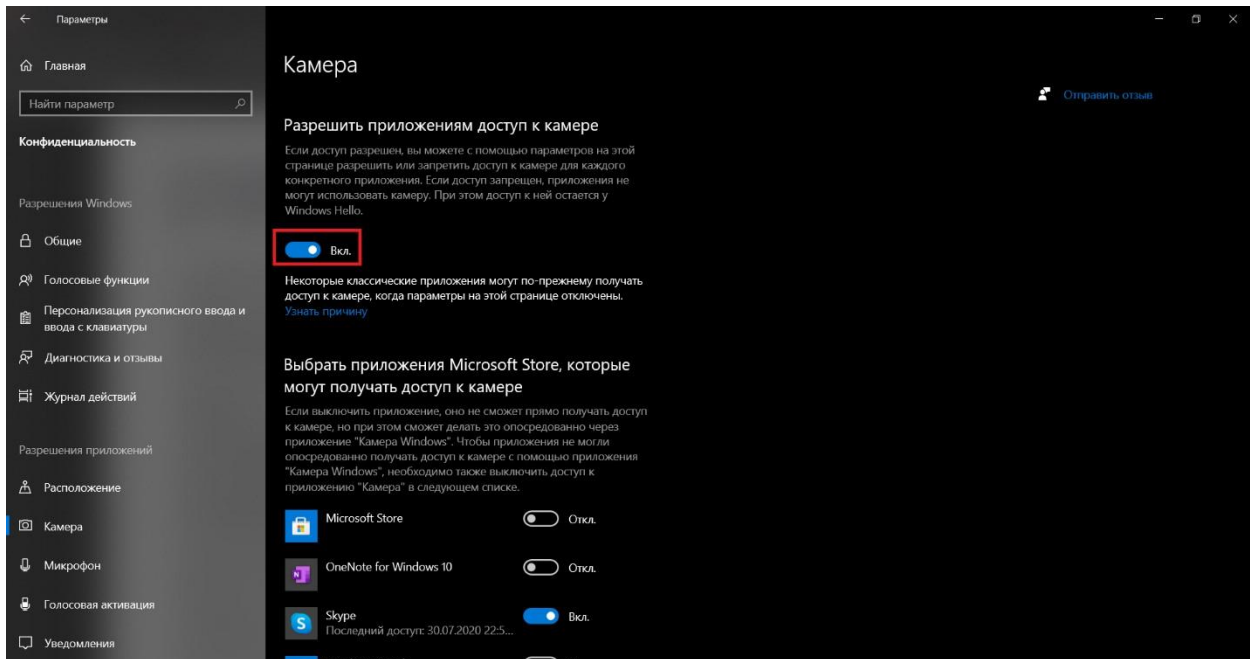 Параметры
Главная
Найти параметр
Конфиденциальность
Разрешения Windows
Общие
Голосовые функции
Персонализация рукописного ввода и
ввода с клавиатуры
Диагностика и отзывы
Журнал действий
Разрешения приложений
Расположение
Камера
Микрофон
Голосовая активация
Уведомления
Камера
Разрешить приложениям доступ к камере
Если доступ разрешен, вы можете с помощью параметров на этой
странице разрешить или запретить доступ к камере для каждого
конкретного приложения. Если доступ запрещен, приложения не
могут использовать камеру. При этом доступ к ней остается у
Windows Hello.
Вкл.
Некоторые классические приложения могут по-прежнему получать
доступ к камере, когда параметры на этой странице отключены.
Узнать причину
Выбрать приложения Microsoft Store, которые
могут получать доступ к камере
Если выключить приложение, оно не сможет прямо получать доступ
к камере, но при этом сможет делать это опосредованно через
приложение "Камера Windows". Чтобы приложения не могли
опосредованно получать доступ к камере с помощью приложения
"Камера Windows", необходимо также выключить доступ к
приложению "Камера" в следующем списке.
Microsoft Store Откл.
OneNote for Windows 10 Откл.
Skype Вкл.
Последний доступ: 30.07.2020 22:5...
Отправить отзыв